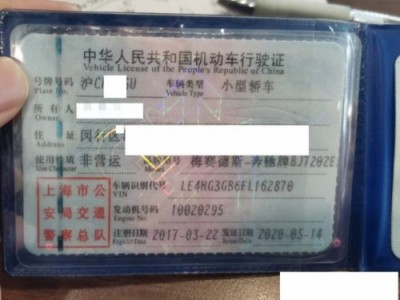 中华人民共和国机动车行驶证
Vehicle License of the People's Republic of China
号牌号码 沪C 车辆类型 小型轿车
Plate No. Vehicle Type
所有人
住址 闵
Address
使用性质 非营运 梅赛德斯-奔驰牌BJ7202E
上海市公
安局交通
警察总队
车辆识别代号 LE4HG3GB6FL162870
VIN
发动机号码 10020295
Engine No.
注册日期 2017-03-22 发证日期 2020-05-14
Register Date Issue Date